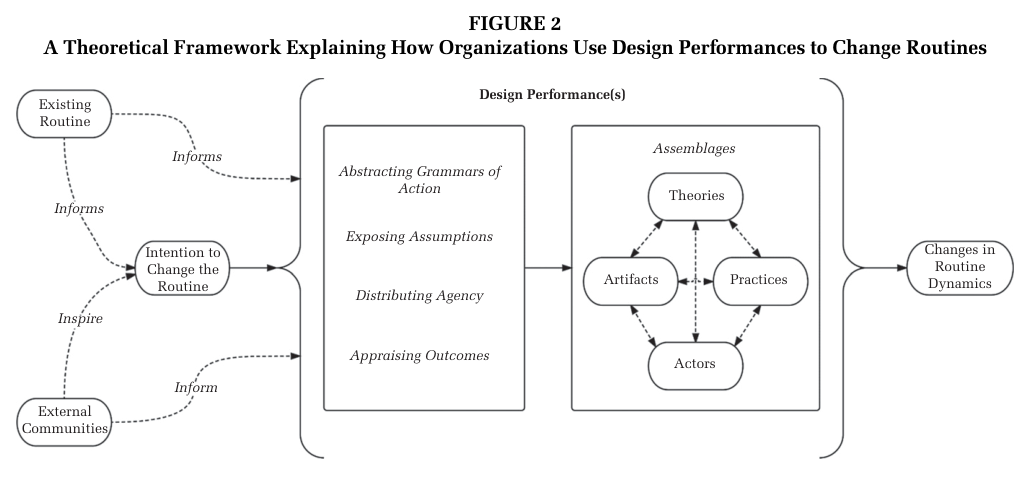 FIGURE 2
A Theoretical Framework Explaining How Organizations Use Design Performances to Change Routines
Design Performance(s)
Existing
Routine
Informs
Informs
Intention to
Change the
Routine
Inspire
Inform
External
Communities
Abstracting Grammars of
Action
Exposing Assumptions
Distributing Agency
Appraising Outcomes
Assemblages
Theories
Artifacts
Practices
Actors
Changes in
Routine
Dynamics